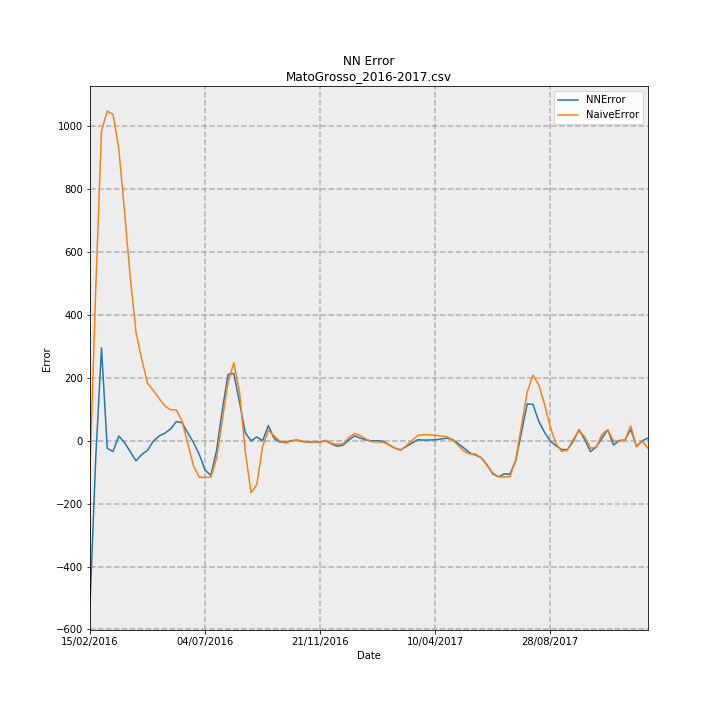 NN Error
MatoGrosso_2016-2017.csv
NNError
NaiveError
Error
1000
800
600
400
200
0
−200
−400
−600
15/02/2016 04/07/2016 21/11/2016 10/04/2017 28/08/2017
Date